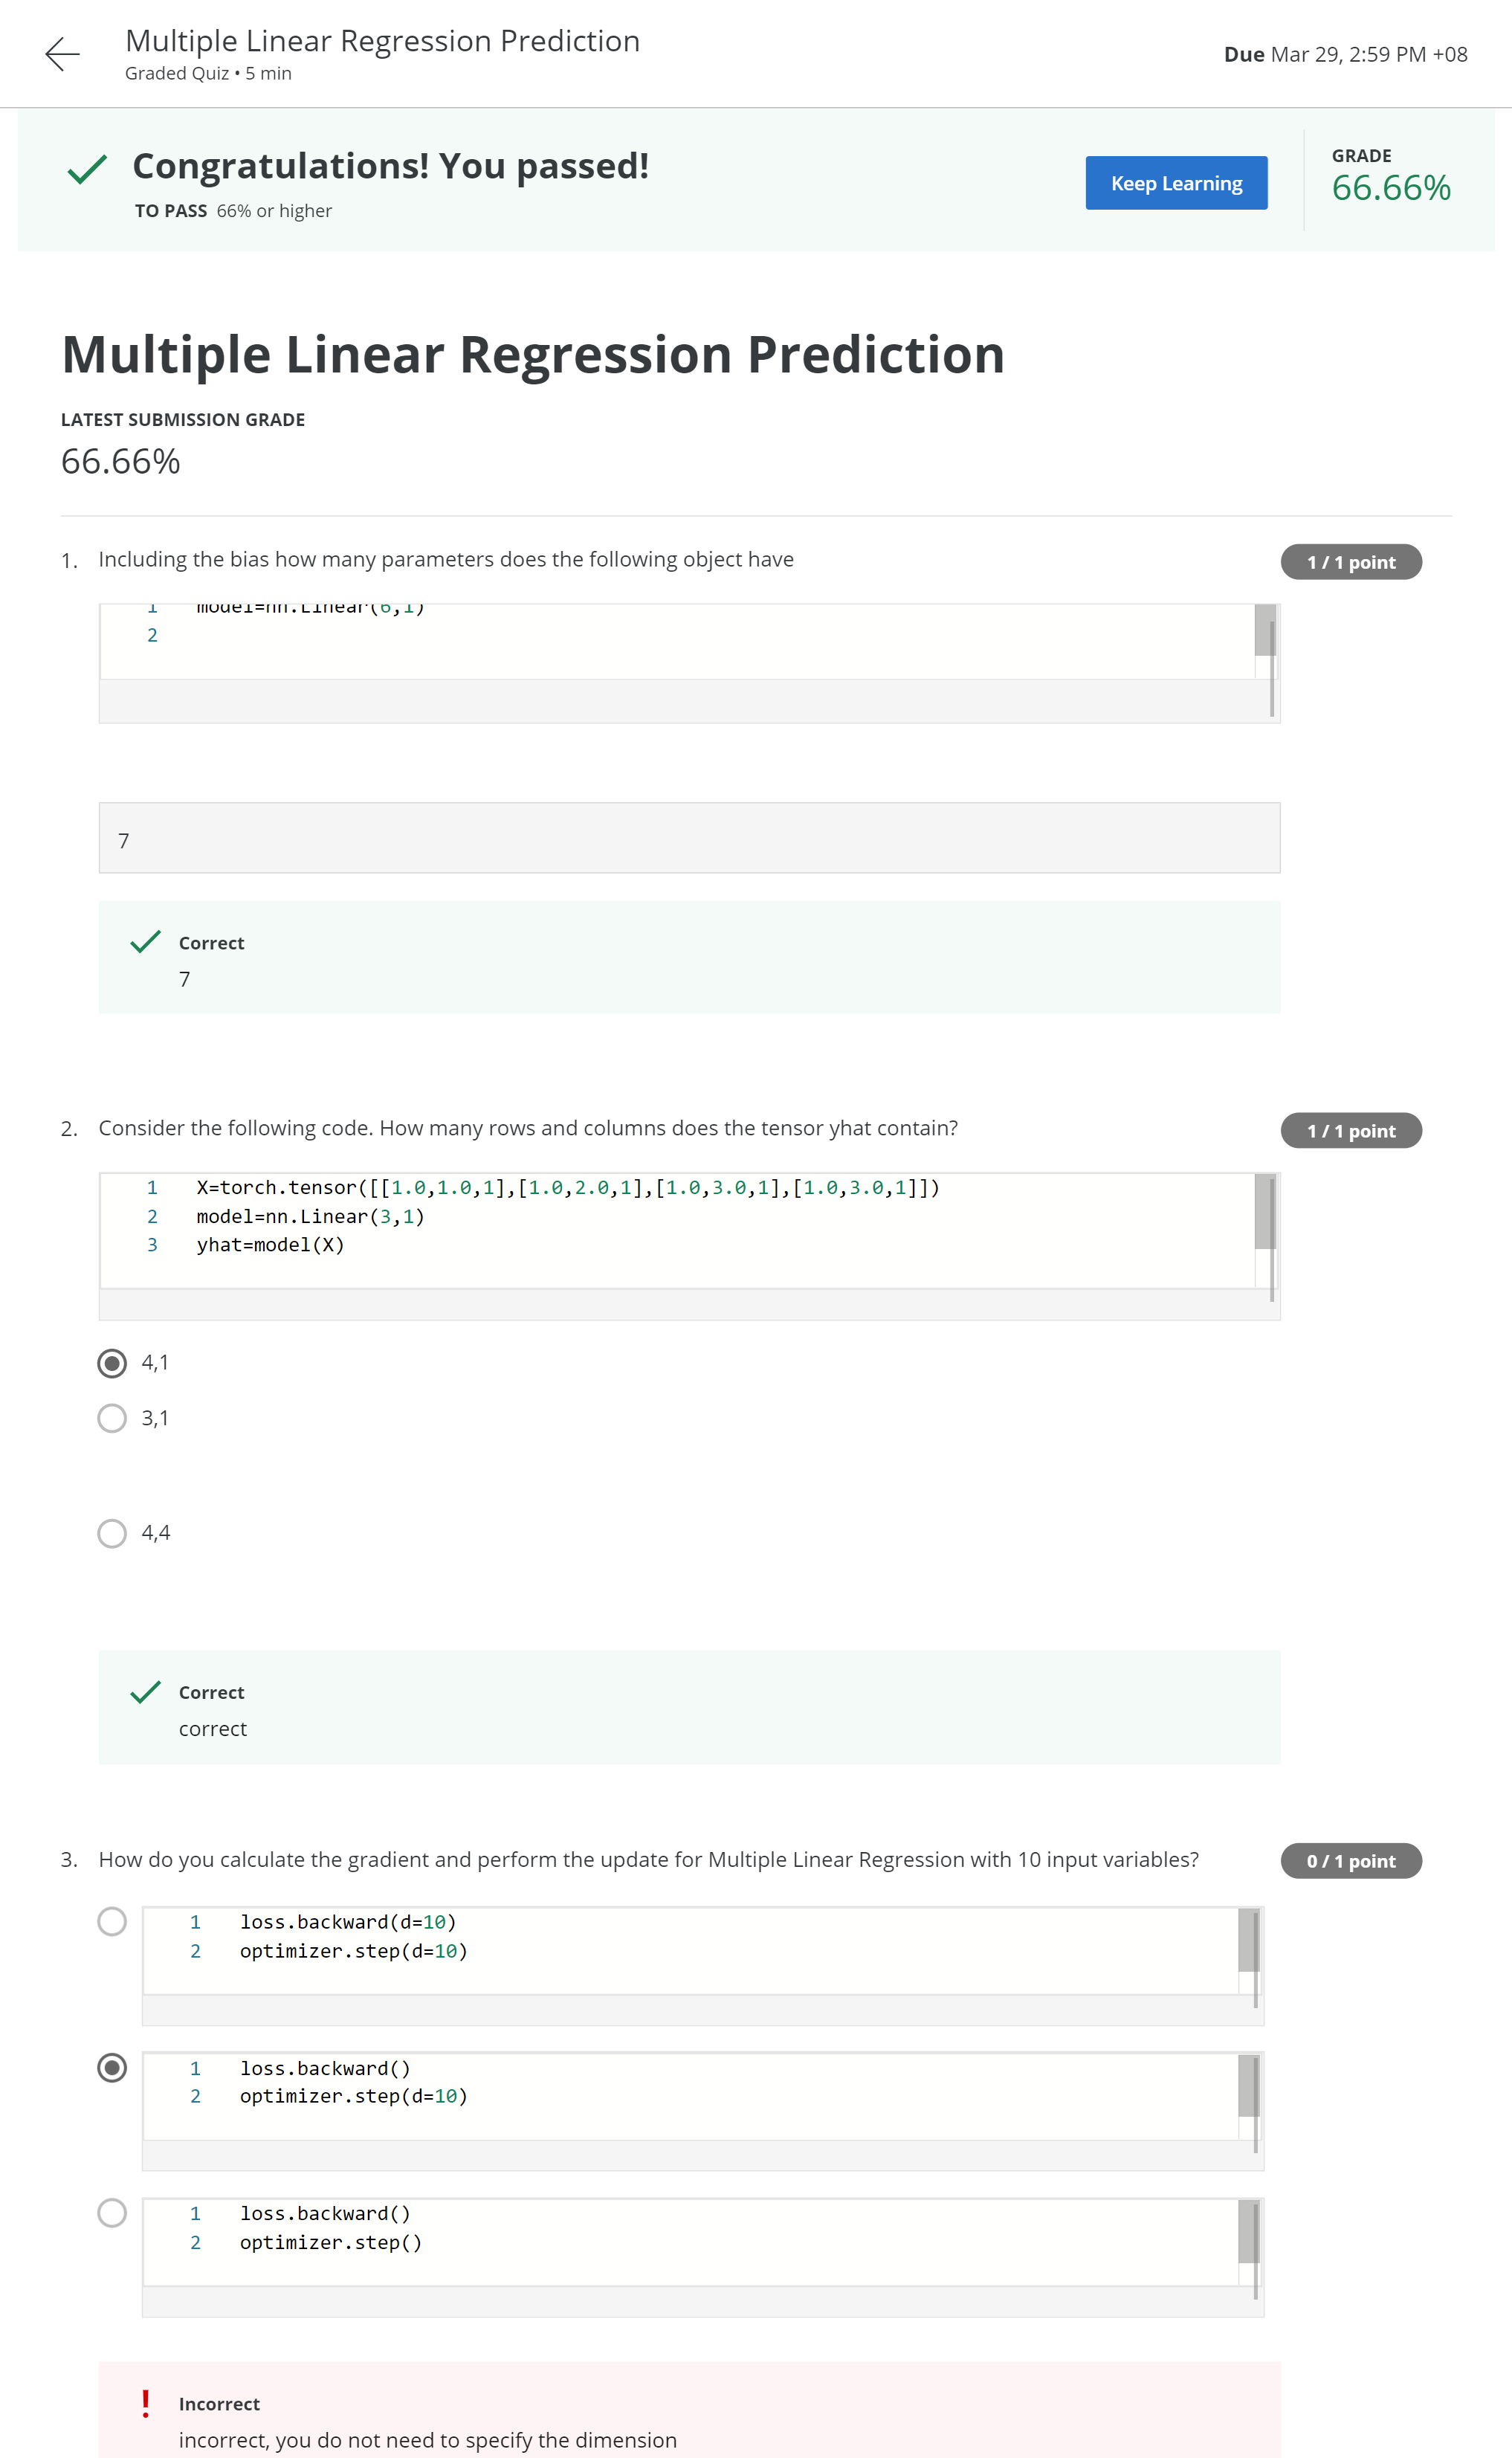 Multiple Linear Regression Prediction
Graded Quiz • 5 min
Due Mar 29, 2:59 PM +08
Congratulations! You passed!
TO PASS 66% or higher
Keep Learning
GRADE
66.66%
Multiple Linear Regression Prediction
LATEST SUBMISSION GRADE
66.66%
1. Including the bias how many parameters does the following object have
1 / 1 point
1 model=nn.Linear(6,1)
2
7
Correct
7
2. Consider the following code. How many rows and columns does the tensor yhat contain?
1 / 1 point
1 X=torch.tensor([[1.0,1.0,1],[1.0,2.0,1],[1.0,3.0,1],[1.0,3.0,1]])
2 model=nn.Linear(3,1)
3 yhat=model(X)
4,1
3,1
4,4
Correct
correct
3. How do you calculate the gradient and perform the update for Multiple Linear Regression with 10 input variables?
0 / 1 point
1 loss.backward(d=10)
2 optimizer.step(d=10)
1 loss.backward()
2 optimizer.step(d=10)
1 loss.backward()
2 optimizer.step()
Incorrect
incorrect, you do not need to specify the dimension